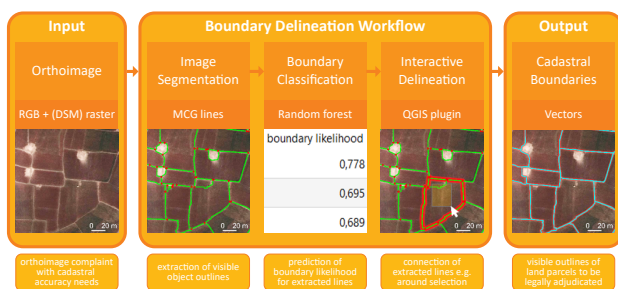 Input
Boundary Delineation Workflow
Output
Orthoimage
Image
Segmentation
Boundary
Classification
Interactive
Delineation
Cadastral
Boundaries
RGB + (DSM) raster
MCG lines
Random forest
QGIS plugin
Vectors
boundary likelihood
0,778
0,695
0,689
0 20 m
0 20 m
0 20 m
0 20 m
orthoimage complaint
with cadastral
accuracy needs
extraction of visible
object outlines
prediction of
boundary likelihood
for extracted lines
connection of
extracted lines e.g.
around selection
visible outlines of
land parcels to be
legally adjudicated